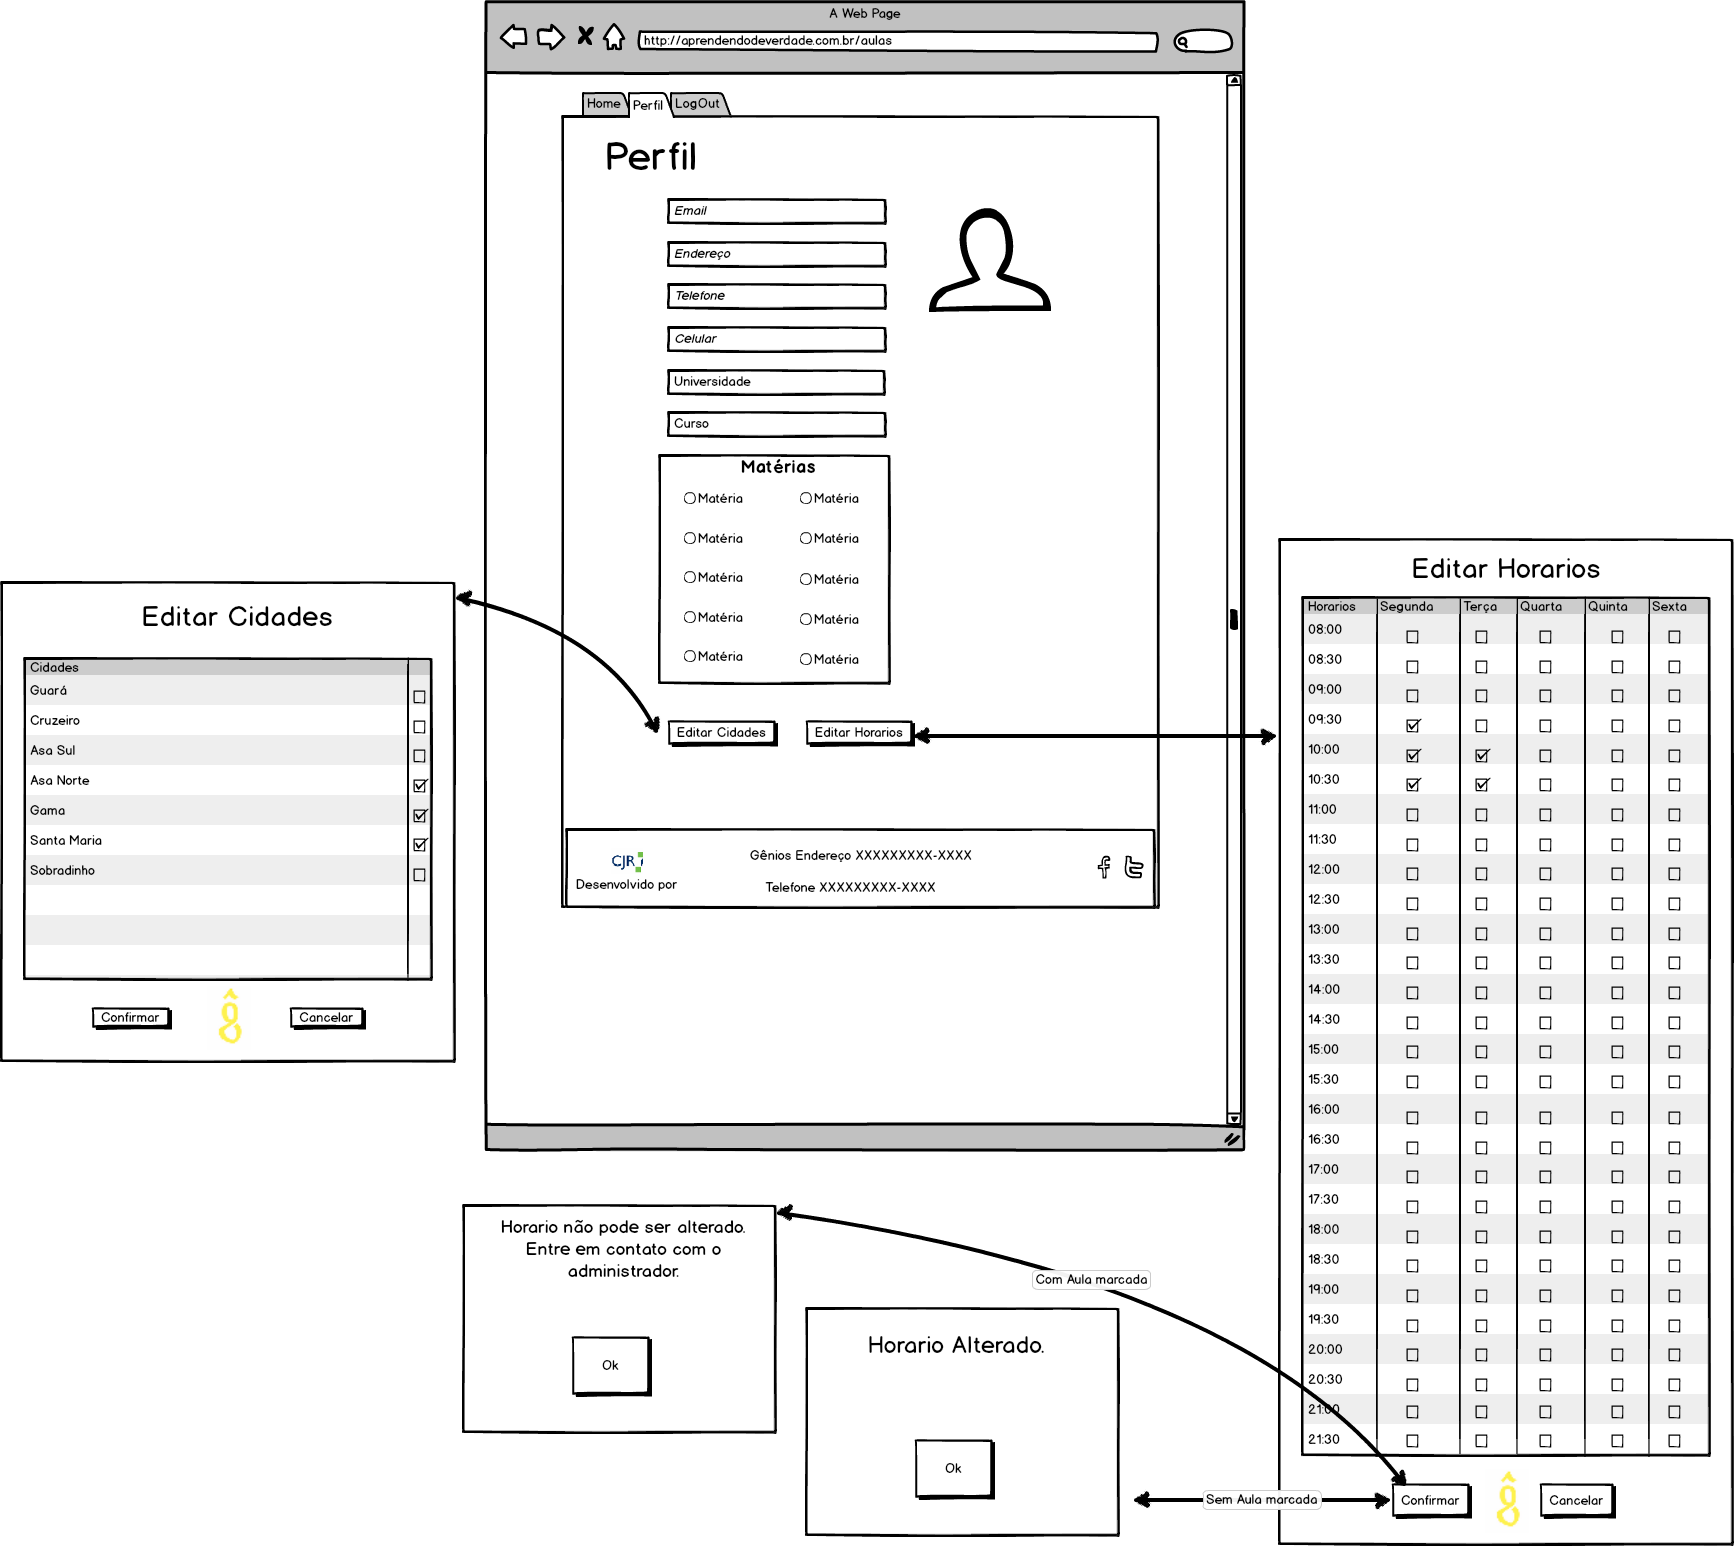 A Web Page
http://aprendendodeverdade.com.br/aulas
Home Perfil LogOut
Perfil
Email
Endereço
Telefone
Celular
Universidade
Curso
Matérias
Matéria Matéria
Matéria Matéria
Matéria Matéria
Matéria Matéria
Matéria Matéria
Editar Cidades Editar Horarios
CJR
Desenvolvido por
Gênios Endereço XXXXXXXXX-XXXX
Telefone XXXXXXXXX-XXXX
Editar Cidades
Cidades
Guará
Cruzeiro
Asa Sul
Asa Norte
Gama
Santa Maria
Sobradinho
Confirmar ĝ Cancelar
Editar Horarios
Horarios Segunda Terça Quarta Quinta Sexta
08:00
08:30
09:00
09:30
10:00
10:30
11:00
11:30
12:00
12:30
13:00
13:30
14:00
14:30
15:00
15:30
16:00
16:30
17:00
17:30
18:00
18:30
19:00
19:30
20:00
20:30
21:00
21:30
Confirmar ĝ Cancelar
Horario não pode ser alterado.
Entre em contato com o
administrador.
Ok
Com Aula marcada
Horario Alterado.
Ok
Sem Aula marcada